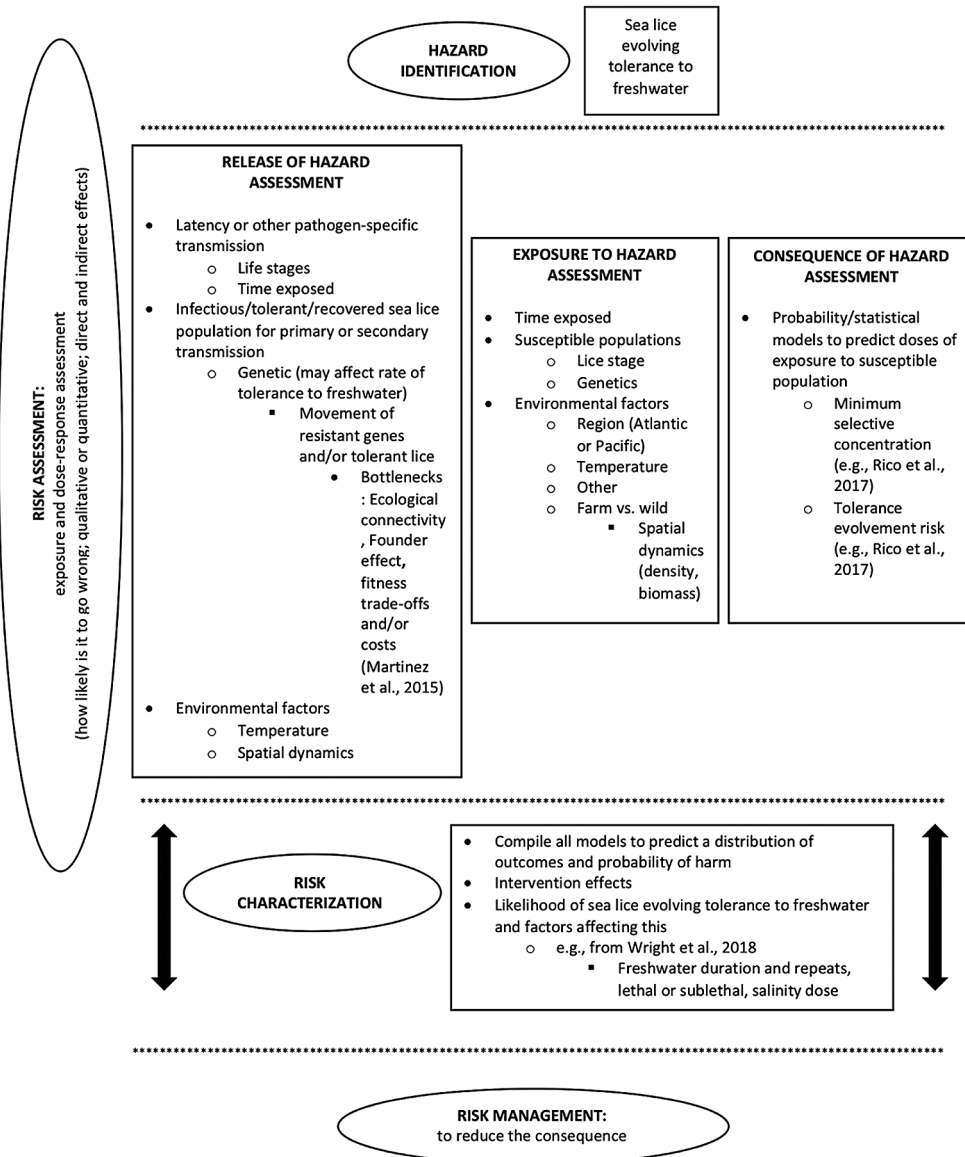 HAZARD
IDENTIFICATION
Sea lice
evolving
tolerance to
freshwater
RISK ASSESSMENT:
exposure and dose-response assessment
(how likely is it to go wrong; qualitative or quantitative; direct and indirect effects)
RELEASE OF HAZARD
ASSESSMENT
• Latency or other pathogen-specific
transmission
o Life stages
o Time exposed
• Infectious/tolerant/recovered sea lice
population for primary or secondary
transmission
o Genetic (may affect rate of
tolerance to freshwater)
▪ Movement of
resistant genes
and/or tolerant lice
• Bottlenecks
: Ecological
connectivity
, Founder
effect,
fitness
trade-offs
and/or
costs
(Martinez
et al., 2015)
• Environmental factors
o Temperature
o Spatial dynamics
EXPOSURE TO HAZARD
ASSESSMENT
• Time exposed
• Susceptible populations
o Lice stage
o Genetics
• Environmental factors
o Region (Atlantic
or Pacific)
o Temperature
o Other
o Farm vs. wild
▪ Spatial
dynamics
(density,
biomass)
CONSEQUENCE OF HAZARD
ASSESSMENT
• Probability/statistical
models to predict doses of
exposure to susceptible
population
o Minimum
selective
concentration
(e.g., Rico et al.,
2017)
o Tolerance
evolvement risk
(e.g., Rico et al.,
2017)
RISK
CHARACTERIZATION
• Compile all models to predict a distribution of
outcomes and probability of harm
• Intervention effects
• Likelihood of sea lice evolving tolerance to freshwater
and factors affecting this
o e.g., from Wright et al., 2018
▪ Freshwater duration and repeats,
lethal or sublethal, salinity dose
RISK MANAGEMENT:
to reduce the consequence